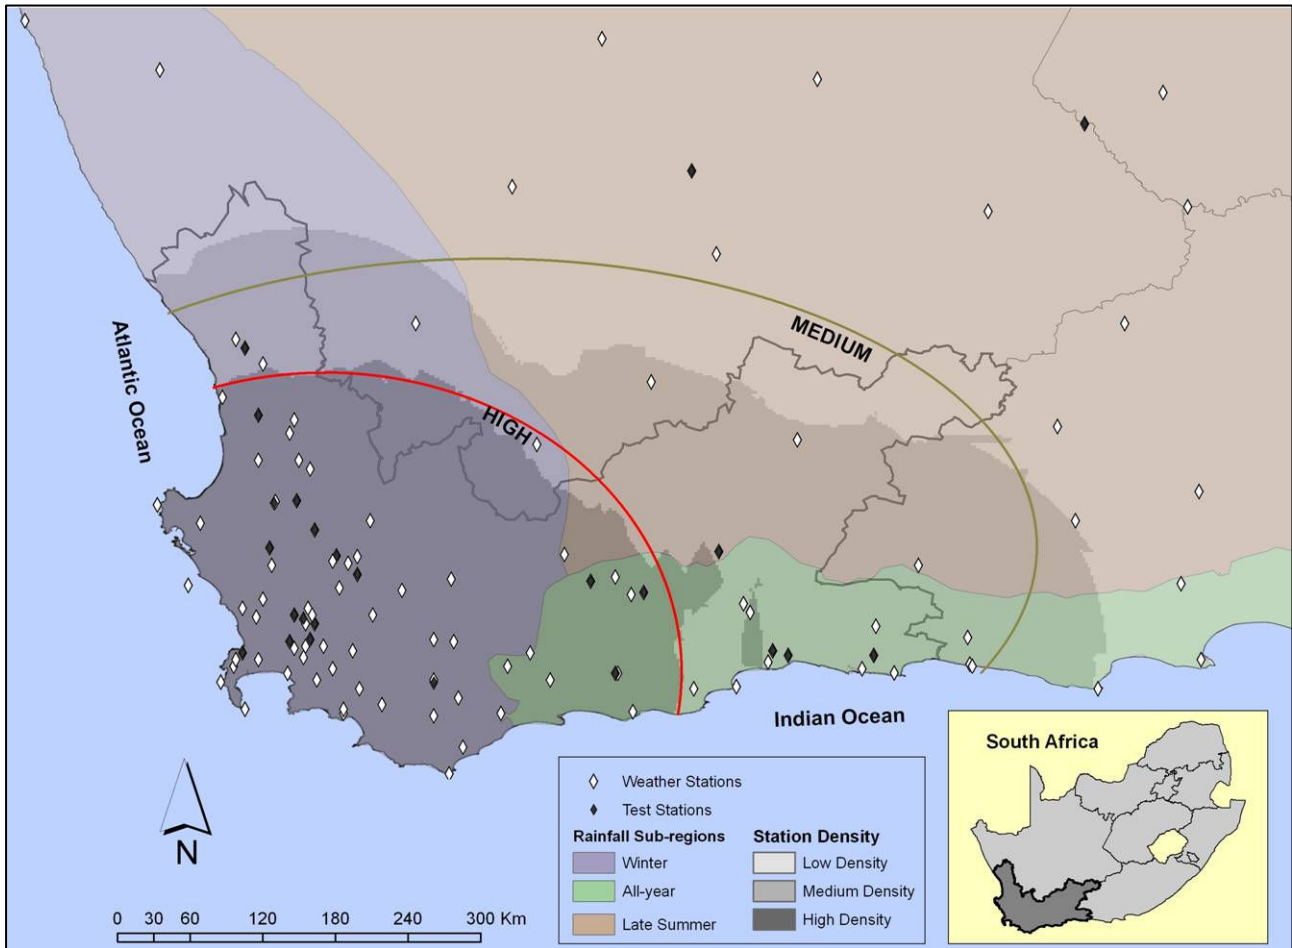 MEDIUM
HIGH
Atlantic Ocean
Indian Ocean
N
0 30 60 120 180 240 300 Km
Weather Stations
Test Stations
Rainfall Sub-regions
Winter
All-year
Late Summer
Station Density
Low Density
Medium Density
High Density
South Africa